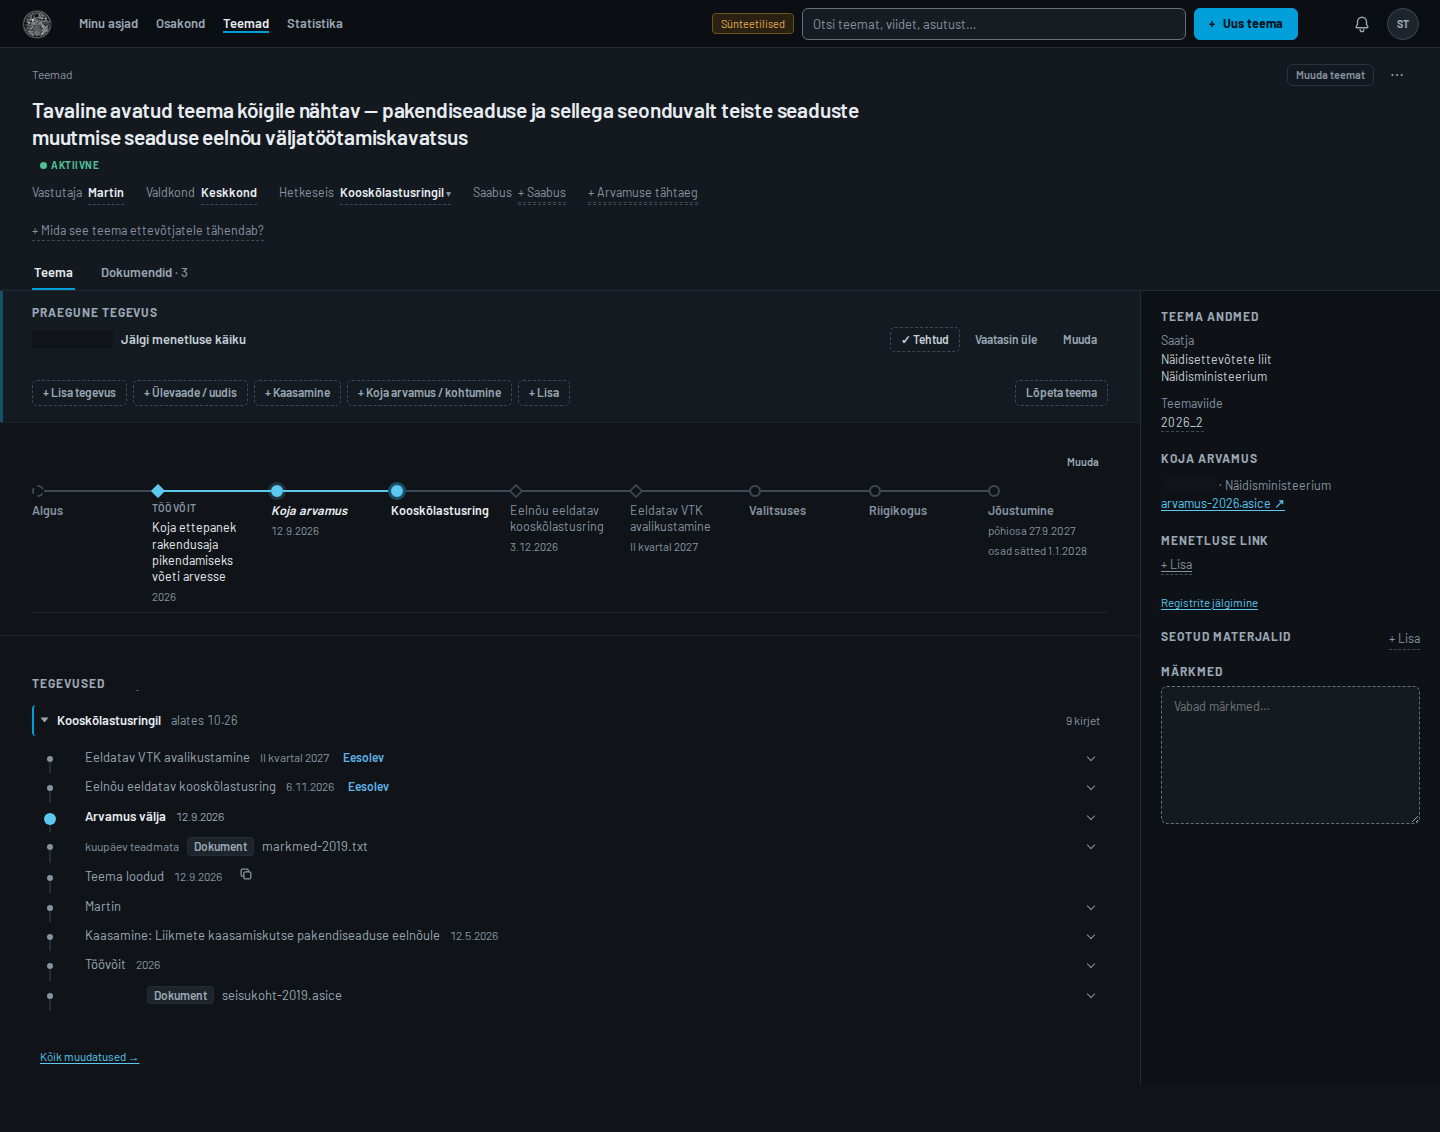 Minu asjad Osakond Teemad Statistika Sünteetilised Otsi teemat, viidet, asutust... + Uus teema ST
Teemad Muuda teemat ...
Tavaline avatud teema kõigile nähtav — pakendiseaduse ja sellega seonduvalt teiste seaduste
muutmise seaduse eelnõu väljatöötamiskavatsus
AKTIIVNE
Vastutaja Martin Valdkond Keskkond Hetkeseis Kooskõlastusringil ▾ Saabus + Saabus + Arvamuse tähtaeg
+ Mida see teema ettevõtjatele tähendab?
Teema Dokumendid · 3
PRAEGUNE TEGEVUS
Jälgi menetluse käiku ✓ Tehtud Vaatasin üle Muuda
+ Lisa tegevus + Ülevaade / uudis + Kaasamine + Koja arvamus / kohtumine + Lisa Lõpeta teema
Muuda
Algus
TÖÖVÕIT
Koja ettepanek
rakendusaja
pikendamiseks
võeti arvesse
2026
Koja arvamus
12.9.2026
Kooskõlastusring
Eelnõu eeldatav
kooskõlastusring
3.12.2026
Eeldatav VTK
avalikustamine
II kvartal 2027
Valitsuses
Riigikogus
Jõustumine
põhiosa 27.9.2027
osad sätted 1.1.2028
TEGEVUSED
Kooskõlastusringil alates 10.26 9 kirjet
Eeldatav VTK avalikustamine II kvartal 2027 Eesolev
Eelnõu eeldatav kooskõlastusring 6.11.2026 Eesolev
Arvamus välja 12.9.2026
kuupäev teadmata Dokument markmed-2019.txt
Teema loodud 12.9.2026
Martin
Kaasamine: Liikmete kaasamiskutse pakendiseaduse eelnõule 12.5.2026
Töövõit 2026
Dokument seisukoht-2019.asice
Kõik muudatused →
TEEMA ANDMED
Saatja
Näidisettevõtete liit
Näidisministeerium
Teemaviide
2026_2
KOJA ARVAMUS
· Näidisministeerium
arvamus-2026.asice ↗
MENETLUSE LINK
+ Lisa
Registrite jälgimine
SEOTUD MATERJALID + Lisa
MÄRKMED
Vabad märkmed...